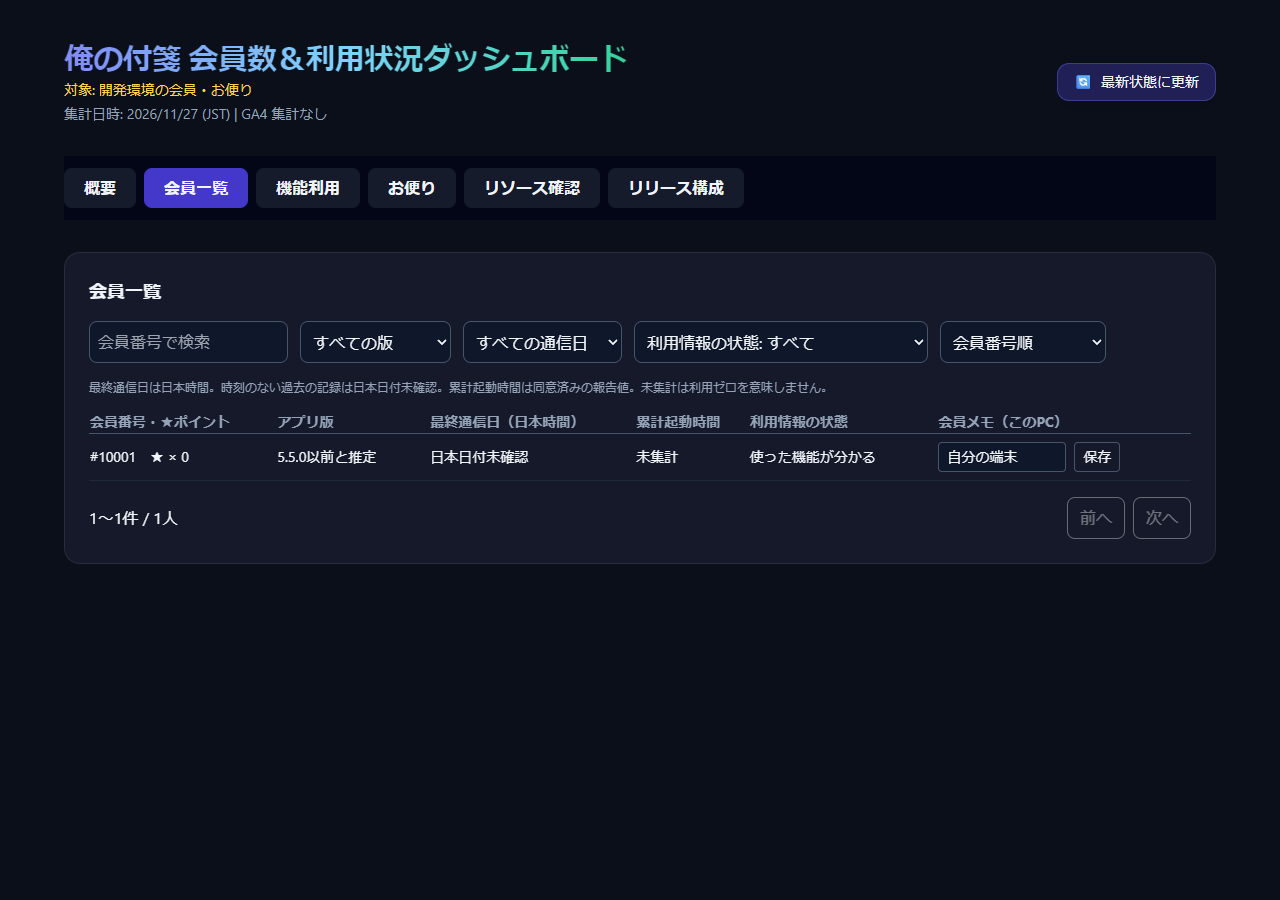 俺の付箋 会員数&利用状況ダッシュボード
対象: 開発環境の会員・お便り
集計日時: 2026/11/27 (JST) | GA4 集計なし
最新状態に更新
概要 会員一覧 機能利用 お便り リソース確認 リリース構成
会員一覧
会員番号で検索 すべての版 すべての通信日 利用情報の状態: すべて 会員番号順
最終通信日は日本時間。時刻のない過去の記録は日本日付未確認。累計起動時間は同意済みの報告値。未集計は利用ゼロを意味しません。
会員番号・★ポイント アプリ版 最終通信日（日本時間） 累計起動時間 利用情報の状態 会員メモ（このPC）
#10001 ★ × 0 5.5.0以前と推定 日本日付未確認 未集計 使った機能が分かる 自分の端末 保存
1～1件 / 1人 前へ 次へ